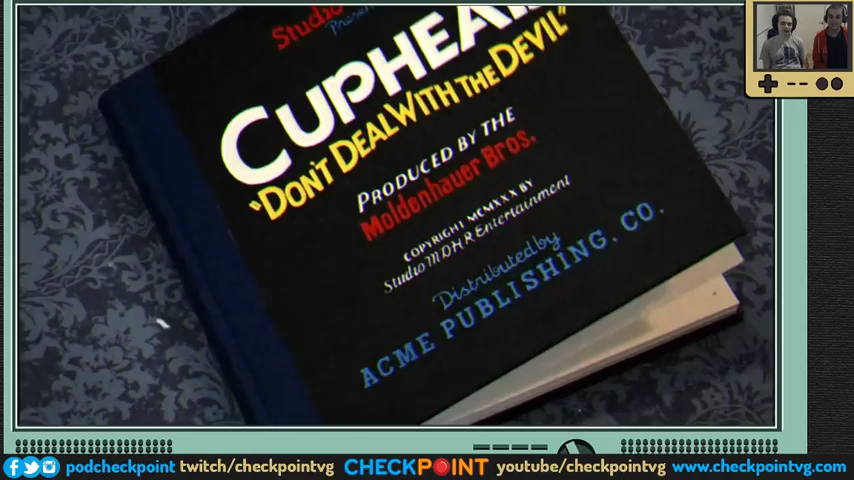 Studio
Presen
CUPHEAD
"DON'T DEAL WITH THE DEVIL"
PRODUCED BY THE
Moldenhauer Bros.
COPYRIGHT MCMXXX BY
Studio MDHR Entertainment
Distributed by
ACME PUBLISHING. CO.
podcheckpoint twitch/checkpointvg CHECKPOINT youtube/checkpointvg www.checkpointvg.com